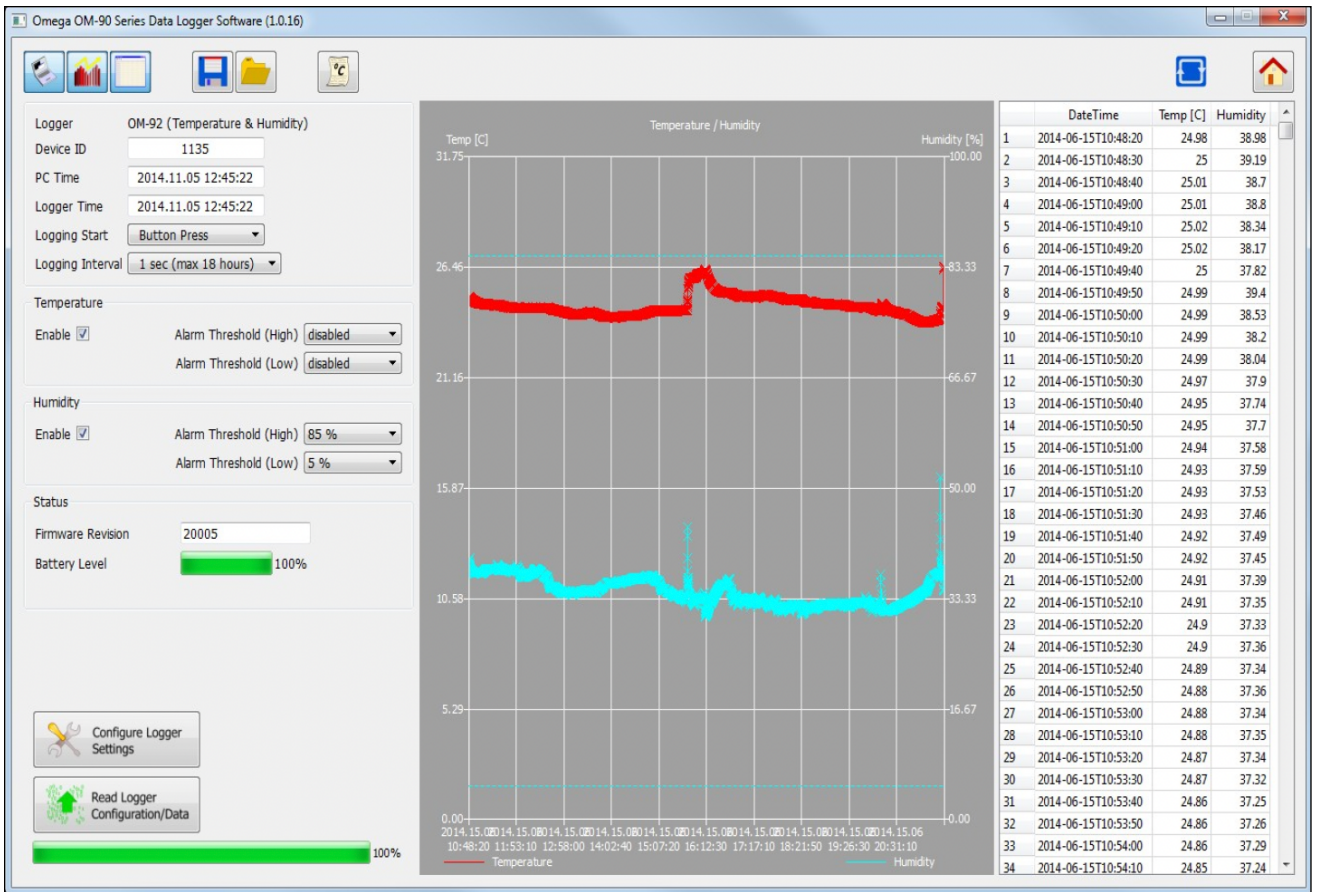 Omega OM-90 Series Data Logger Software (1.0.16)
°C
Logger OM-92 (Temperature & Humidity)
Device ID 1135
PC Time 2014.11.05 12:45:22
Logger Time 2014.11.05 12:45:22
Logging Start Button Press
Logging Interval 1 sec (max 18 hours)
Temperature
Enable Alarm Threshold (High) disabled
Alarm Threshold (Low) disabled
Humidity
Enable Alarm Threshold (High) 85 %
Alarm Threshold (Low) 5 %
Status
Firmware Revision 20005
Battery Level 100%
Configure Logger
Settings
Read Logger
Configuration/Data
100%
Temperature / Humidity
Temp [C] Humidity [%]
31.75 100.00
26.46 83.33
21.16 66.67
15.87 50.00
10.58 33.33
5.29 16.67
0.00 0.00
2014.15.06
10:48:20 11:53:10 12:58:00 14:02:40 15:07:20 16:12:30 17:17:10 18:21:50 19:26:30 20:31:10
Temperature Humidity
DateTime Temp [C] Humidity
1 2014-06-15T10:48:20 24.98 38.98
2 2014-06-15T10:48:30 25 39.19
3 2014-06-15T10:48:40 25.01 38.7
4 2014-06-15T10:49:00 25.01 38.8
5 2014-06-15T10:49:10 25.02 38.34
6 2014-06-15T10:49:20 25.02 38.17
7 2014-06-15T10:49:40 25 37.82
8 2014-06-15T10:49:50 24.99 39.4
9 2014-06-15T10:50:00 24.99 38.53
10 2014-06-15T10:50:10 24.99 38.2
11 2014-06-15T10:50:20 24.99 38.04
12 2014-06-15T10:50:30 24.97 37.9
13 2014-06-15T10:50:40 24.95 37.74
14 2014-06-15T10:50:50 24.95 37.7
15 2014-06-15T10:51:00 24.94 37.58
16 2014-06-15T10:51:10 24.93 37.59
17 2014-06-15T10:51:20 24.93 37.53
18 2014-06-15T10:51:30 24.93 37.46
19 2014-06-15T10:51:40 24.92 37.49
20 2014-06-15T10:51:50 24.92 37.45
21 2014-06-15T10:52:00 24.91 37.39
22 2014-06-15T10:52:10 24.91 37.35
23 2014-06-15T10:52:20 24.9 37.33
24 2014-06-15T10:52:30 24.9 37.36
25 2014-06-15T10:52:40 24.89 37.34
26 2014-06-15T10:52:50 24.88 37.36
27 2014-06-15T10:53:00 24.88 37.34
28 2014-06-15T10:53:10 24.88 37.35
29 2014-06-15T10:53:20 24.87 37.34
30 2014-06-15T10:53:30 24.87 37.32
31 2014-06-15T10:53:40 24.86 37.25
32 2014-06-15T10:53:50 24.86 37.26
33 2014-06-15T10:54:00 24.86 37.29
34 2014-06-15T10:54:10 24.85 37.24